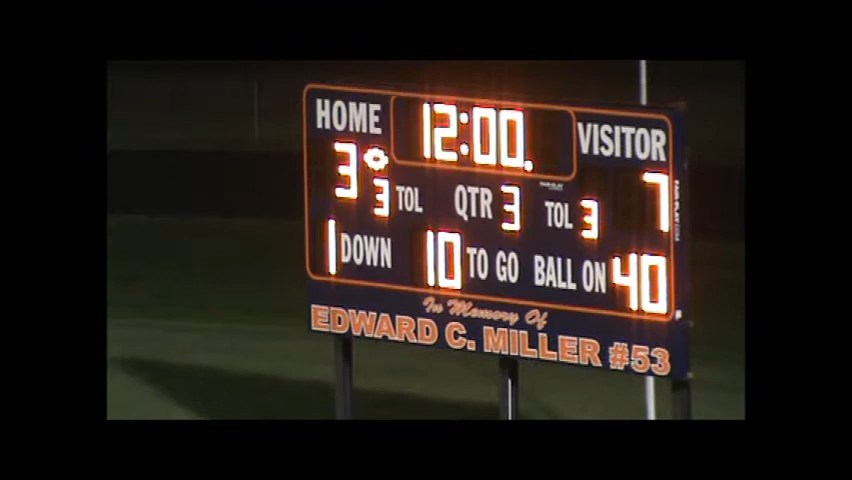 HOME 12:00. VISITOR
3 7
3 TOL QTR 3 TOL 3
1 DOWN 10 TO GO BALL ON 40
In Memory Of
EDWARD C. MILLER #53